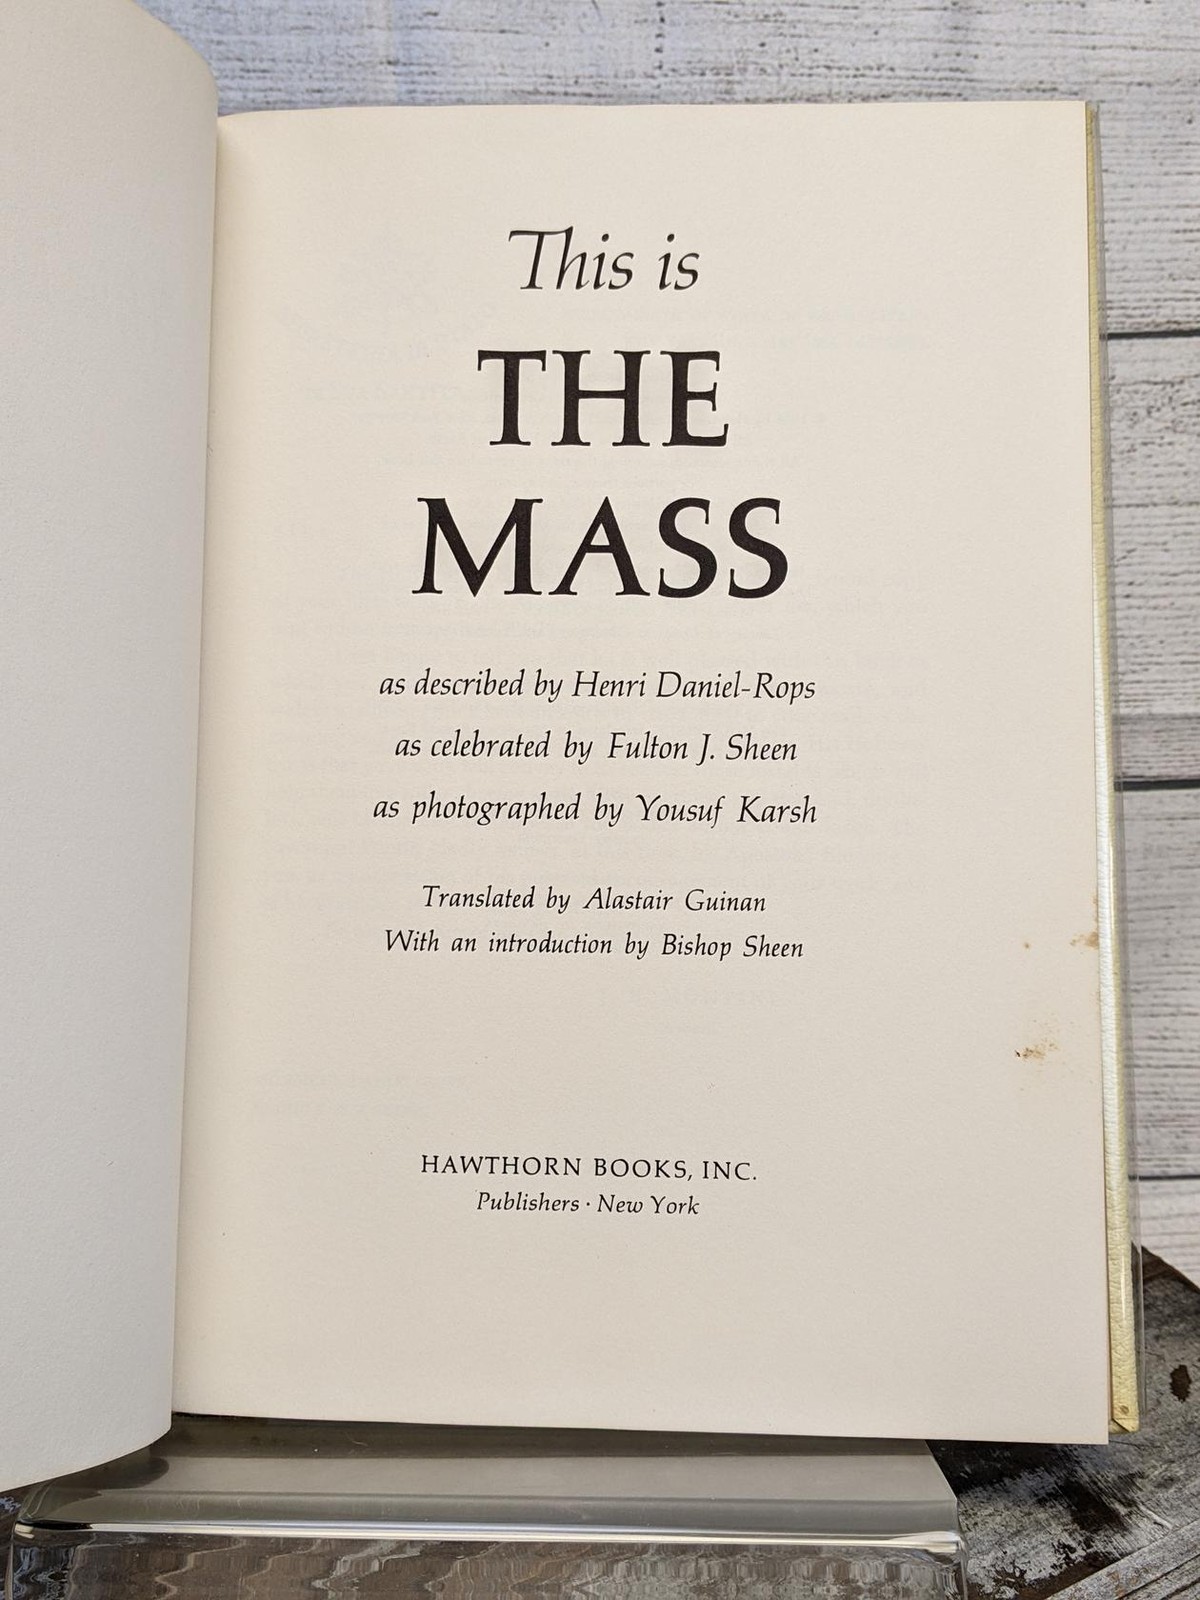 This is
THE
MASS
as described by Henri Daniel-Rops
as celebrated by Fulton J. Sheen
as photographed by Yousuf Karsh
Translated by Alastair Guinan
With an introduction by Bishop Sheen
HAWTHORN BOOKS, INC.
Publishers · New York